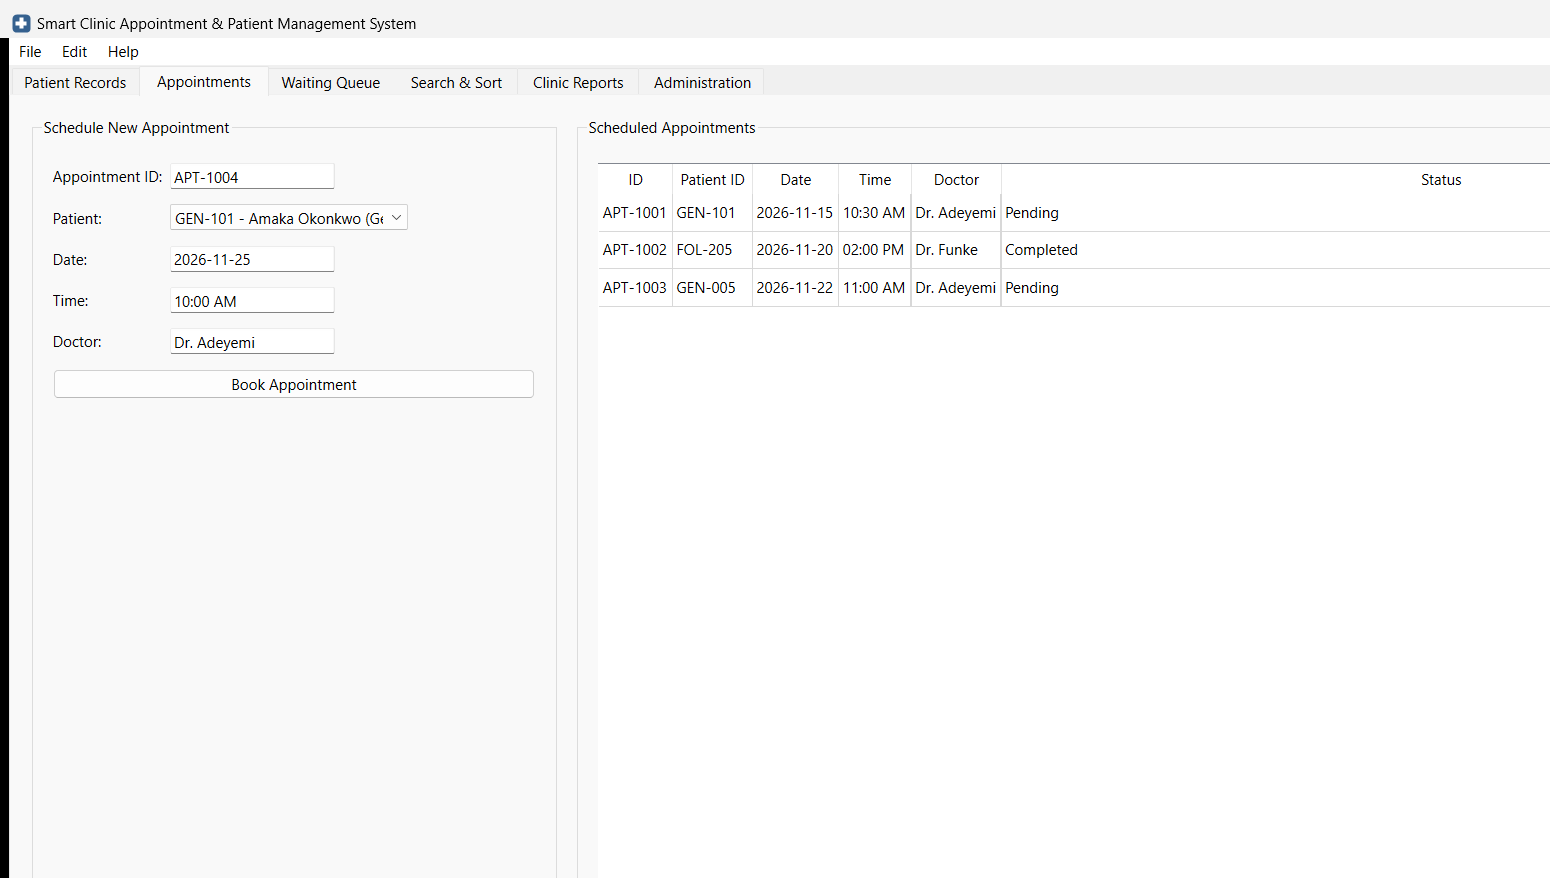 Smart Clinic Appointment & Patient Management System
File Edit Help
Patient Records Appointments Waiting Queue Search & Sort Clinic Reports Administration
Schedule New Appointment
Appointment ID: APT-1004
Patient: GEN-101 - Amaka Okonkwo (Ge
Date: 2026-11-25
Time: 10:00 AM
Doctor: Dr. Adeyemi
Book Appointment
Scheduled Appointments
ID Patient ID Date Time Doctor Status
APT-1001 GEN-101 2026-11-15 10:30 AM Dr. Adeyemi Pending
APT-1002 FOL-205 2026-11-20 02:00 PM Dr. Funke Completed
APT-1003 GEN-005 2026-11-22 11:00 AM Dr. Adeyemi Pending